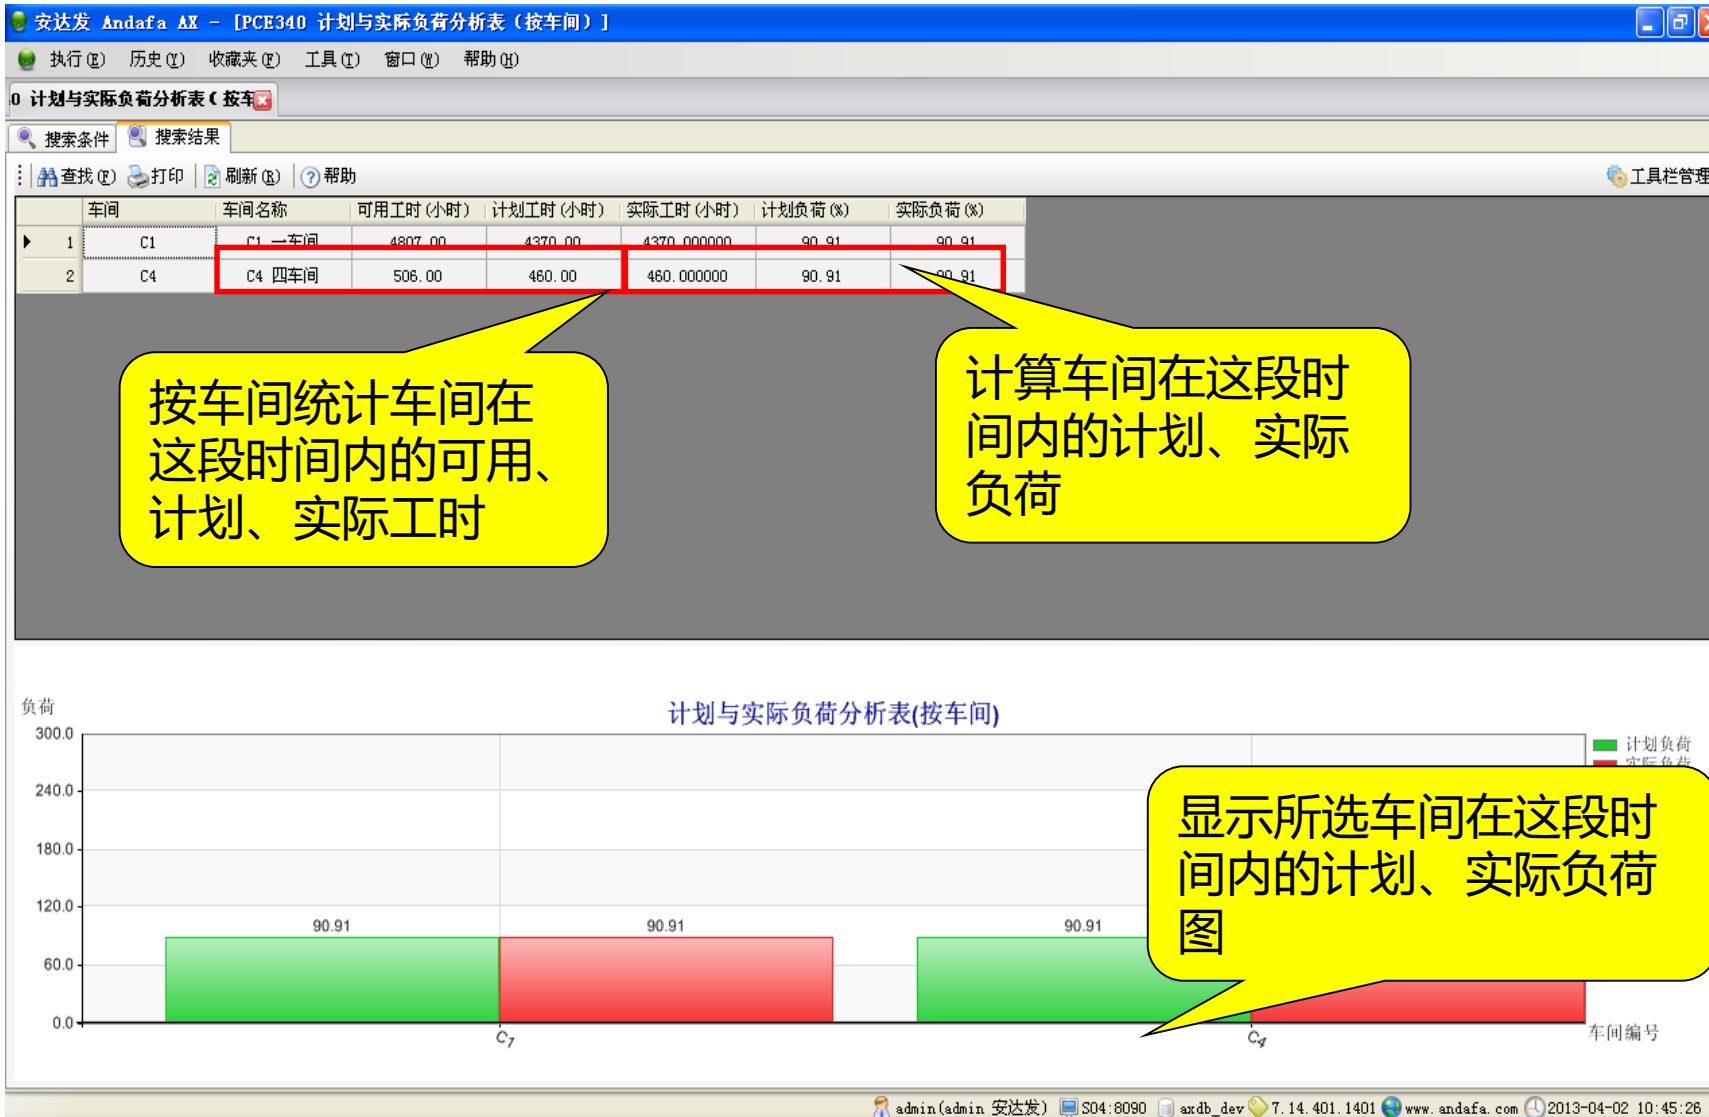 安达发 Andafa AX - [PCE340 计划与实际负荷分析表（按车间）]
执行(E) 历史(Y) 收藏夹(F) 工具(T) 窗口(W) 帮助(H)
0 计划与实际负荷分析表（按车
搜索条件 搜索结果
查找(F) 打印 刷新(R) 帮助 工具栏管理
车间 车间名称 可用工时(小时) 计划工时(小时) 实际工时(小时) 计划负荷(%) 实际负荷(%)
1 C1 C1 一车间 4807.00 4370.00 4370.000000 90.91 90.91
2 C4 C4 四车间 506.00 460.00 460.000000 90.91 90.91
按车间统计车间在
这段时间内的可用、
计划、实际工时
计算车间在这段时
间内的计划、实际
负荷
负荷
计划与实际负荷分析表(按车间)
300.0
计划负荷
实际负荷
240.0
显示所选车间在这段时
间内的计划、实际负荷
图
180.0
120.0
90.91 90.91 90.91
60.0
0.0
C1 C4
车间编号
admin(admin 安达发) S04:8090 axdb_dev 7.14.401.1401 www.andafa.com 2013-04-02 10:45:26